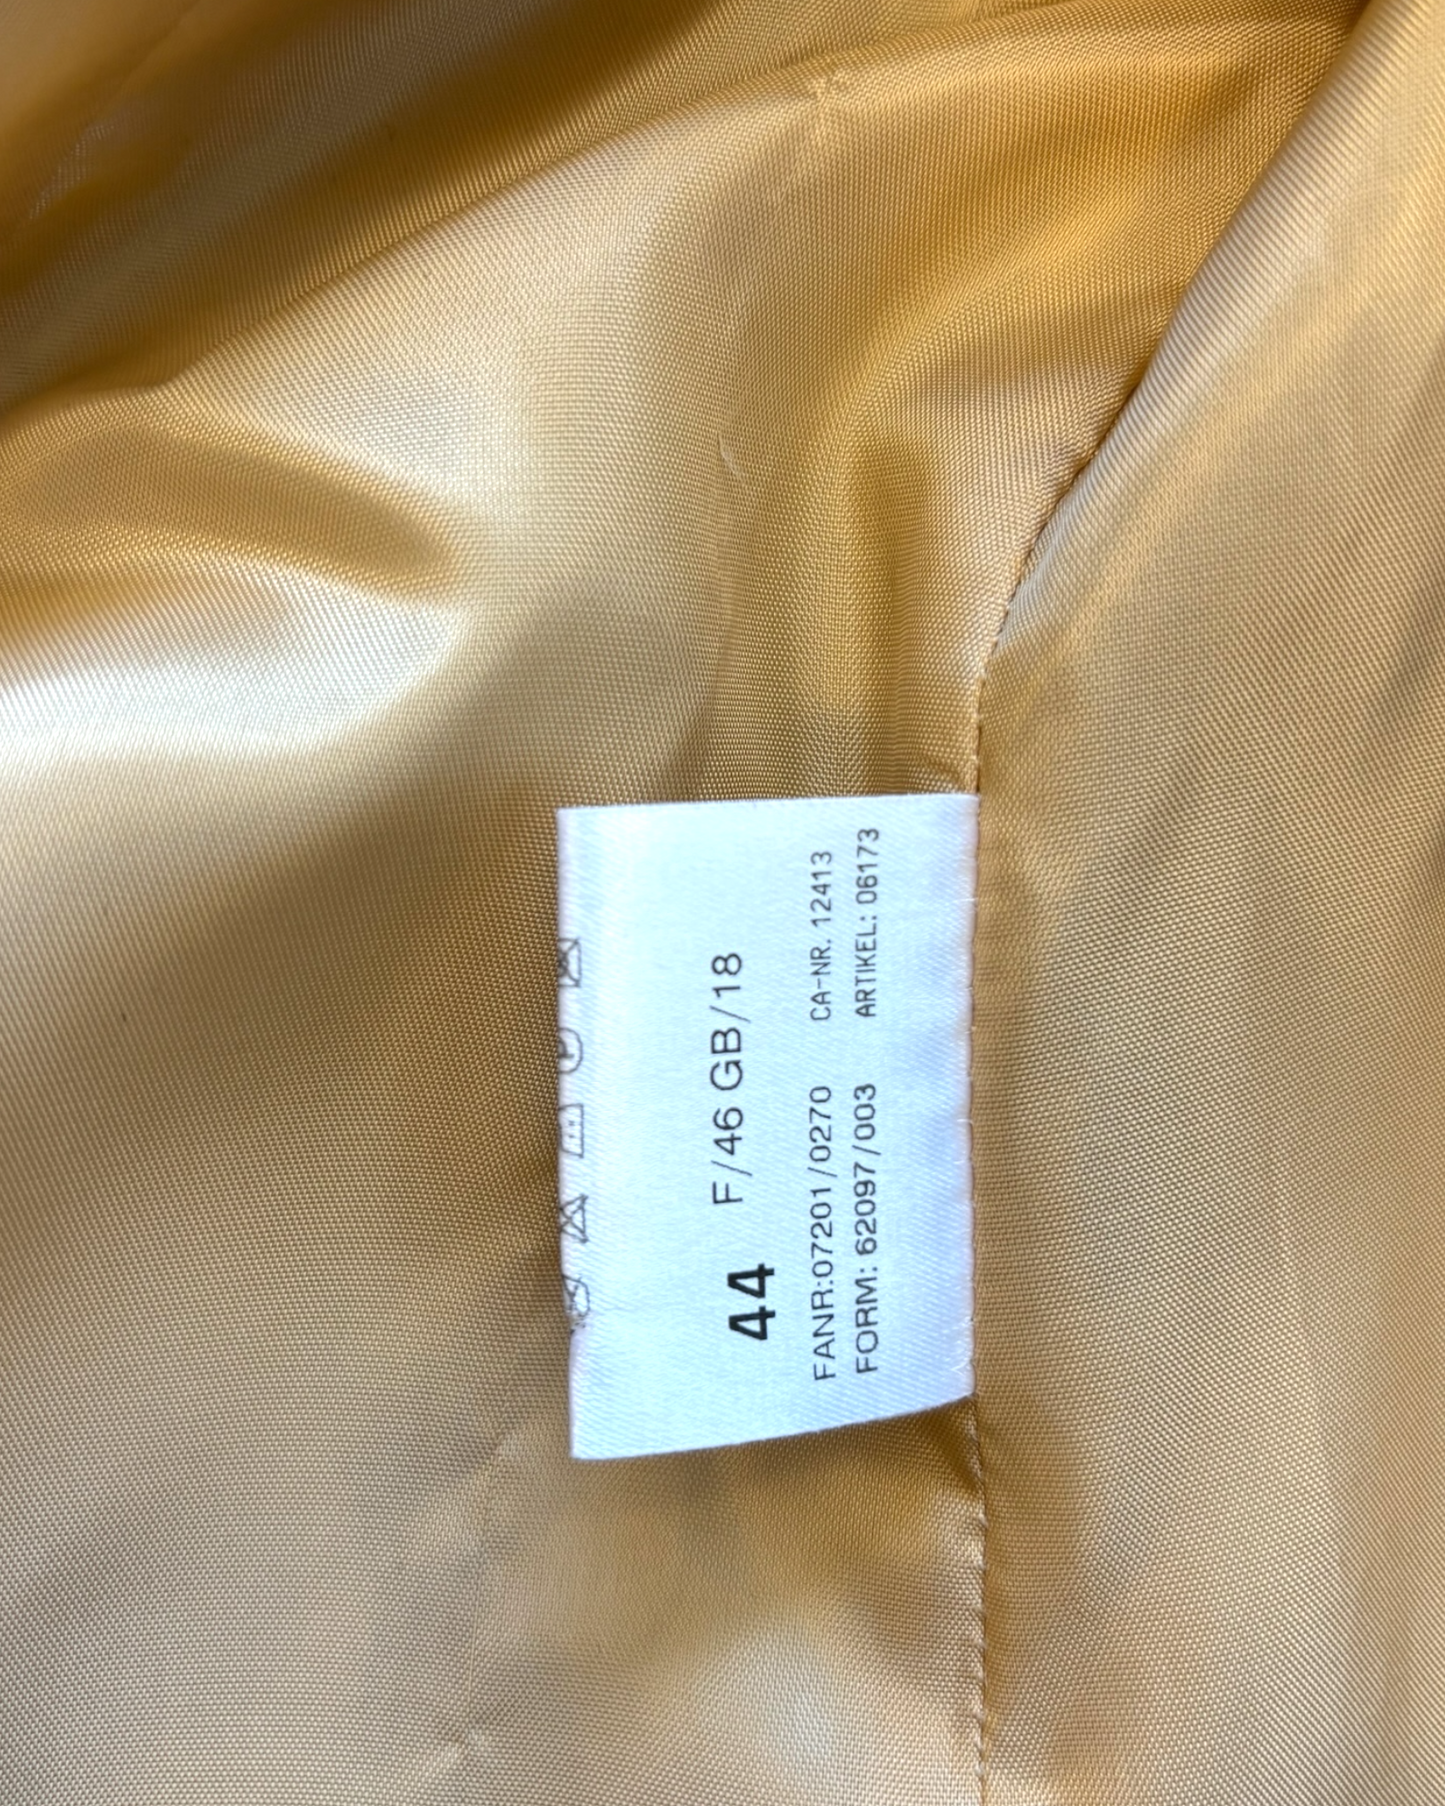 44 F/46 GB/18
FANR:07201/0270 CA-NR. 12413
FORM: 62097/003 ARTIKEL: 06173